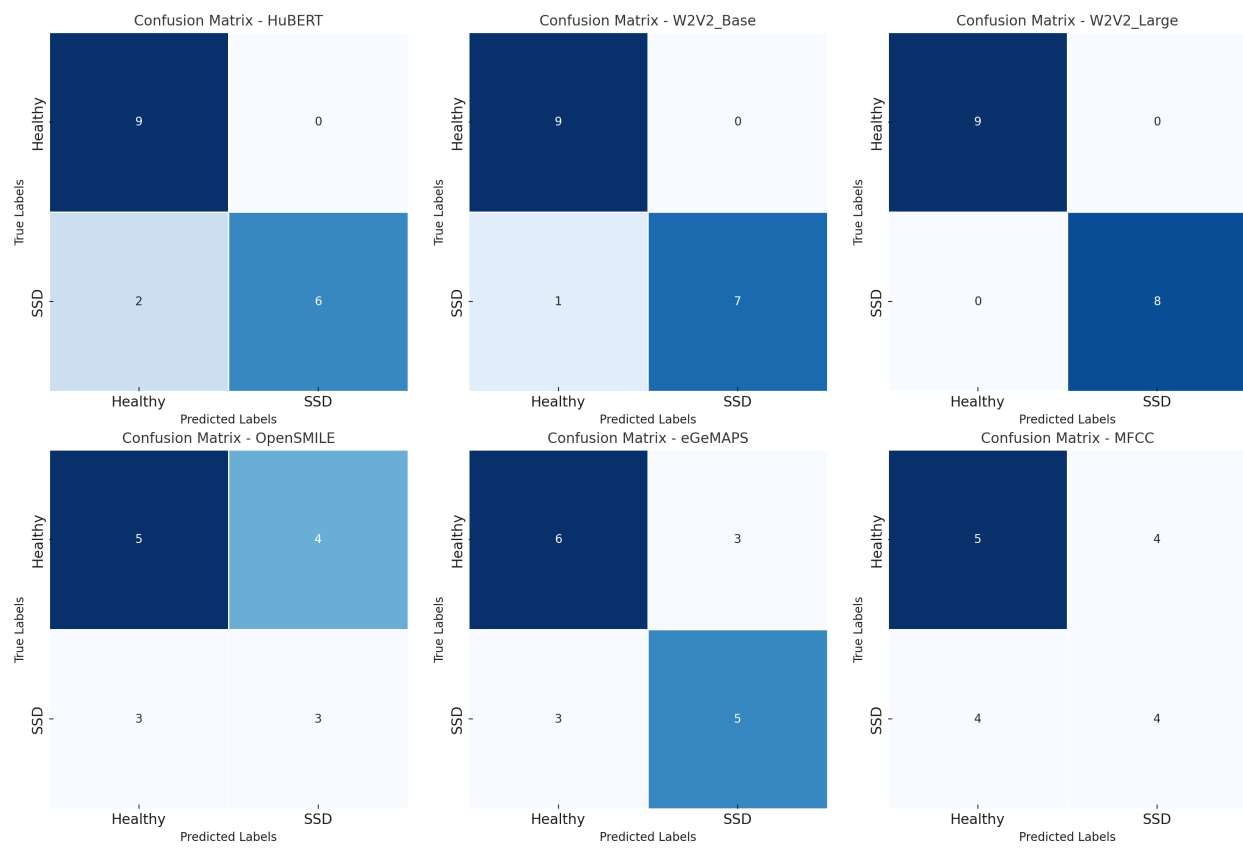 Confusion Matrix - HuBERT
Healthy
9
0
True Labels
SSD
2
6
Healthy
SSD
Predicted Labels
Confusion Matrix - W2V2_Base
Healthy
9
0
True Labels
SSD
1
7
Healthy
SSD
Predicted Labels
Confusion Matrix - W2V2_Large
Healthy
9
0
True Labels
SSD
0
8
Healthy
SSD
Predicted Labels
Confusion Matrix - OpenSMILE
Healthy
5
4
True Labels
SSD
3
3
Healthy
SSD
Predicted Labels
Confusion Matrix - eGeMAPS
Healthy
6
3
True Labels
SSD
3
5
Healthy
SSD
Predicted Labels
Confusion Matrix - MFCC
Healthy
5
4
True Labels
SSD
4
4
Healthy
SSD
Predicted Labels